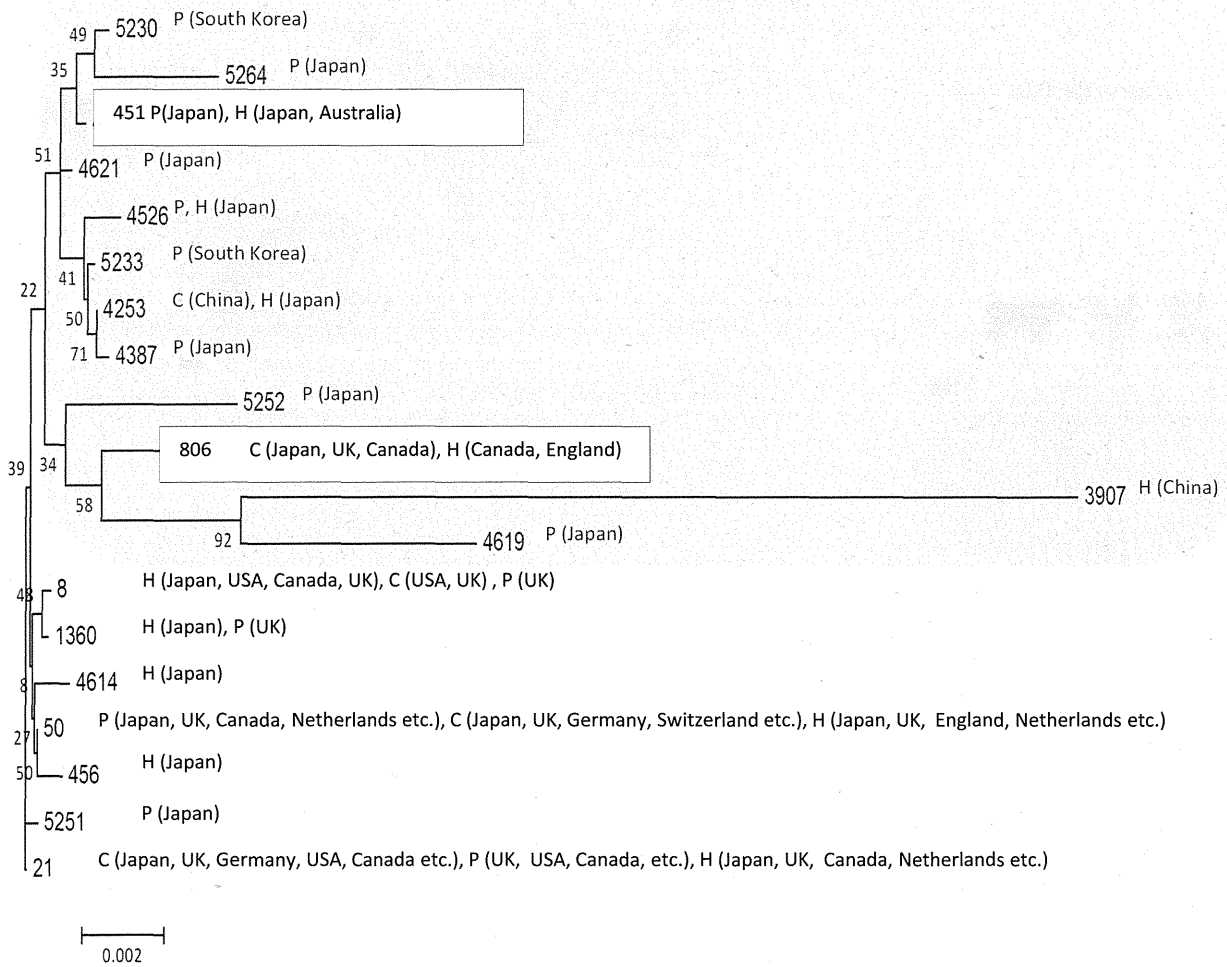 49 5230 P (South Korea)
35 5264 P (Japan)
451 P(Japan), H (Japan, Australia)
51 4621 P (Japan)
4526 P, H (Japan)
5233 P (South Korea)
41
22
4253 C (China), H (Japan)
50
71 4387 P (Japan)
5252 P (Japan)
806 C (Japan, UK, Canada), H (Canada, England)
39 34
58 3907 H (China)
92 4619 P (Japan)
8 H (Japan, USA, Canada, UK), C (USA, UK) , P (UK)
1360 H (Japan), P (UK)
8 4614 H (Japan)
50 P (Japan, UK, Canada, Netherlands etc.), C (Japan, UK, Germany, Switzerland etc.), H (Japan, UK, England, Netherlands etc.)
27
50 456 H (Japan)
5251 P (Japan)
21 C (Japan, UK, Germany, USA, Canada etc.), P (UK, USA, Canada, etc.), H (Japan, UK, Canada, Netherlands etc.)
0.002